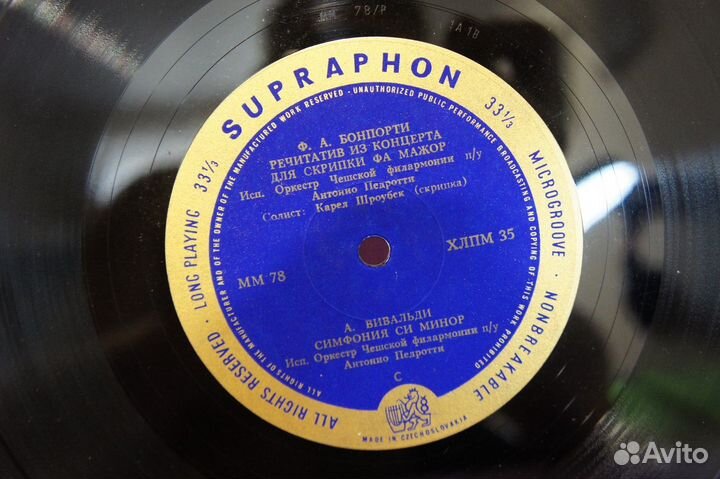 78/P
A 1B
SUPRAPHON
33⅓
MICROGROOVE · NONBREAKABLE
ALL RIGHTS RESERVED · LONG PLAYING
33⅓
ALL RIGHTS OF THE MANUFACTURER AND OF THE OWNER OF THE MANUFACTURED WORK RESERVED · UNAUTHORIZED PUBLIC PERFORMANCE BROADCASTING AND COPYING OF THIS WORK PROHIBITED
Ф. А. БОНПОРТИ
РЕЧИТАТИВ ИЗ КОНЦЕРТА
ДЛЯ СКРИПКИ ФА МАЖОР
Исп. Оркестр Чешской филармонии п/у
Антонио Педротти
Солист: Карел Шроубек (скрипка)
ММ 78
ХЛПМ 35
А. ВИВАЛЬДИ
СИМФОНИЯ СИ МИНОР
Исп. Оркестр Чешской филармонии п/у
Антонио Педротти
С
MADE IN CZECHOSLOVAKIA
Avito